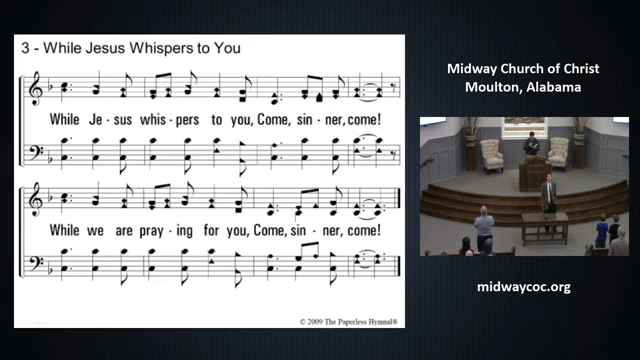 3 - While Jesus Whispers to You
While Je - sus whis - pers to you, Come, sin - ner, come!
While we are pray - ing for you, Come, sin - ner, come!
© 2009 The Paperless Hymnal®
Midway Church of Christ
Moulton, Alabama
midwaycoc.org